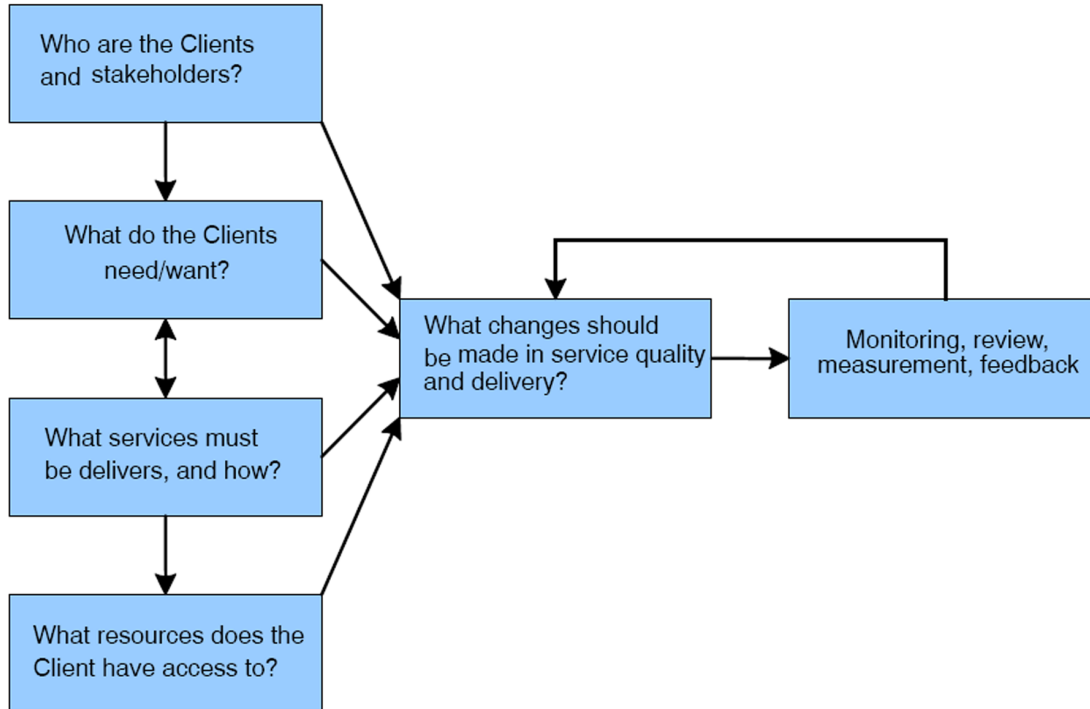 Who are the Clients
and stakeholders?
What do the Clients
need/want?
What services must
be delivers, and how?
What resources does the
Client have access to?
What changes should
be made in service quality
and delivery?
Monitoring, review,
measurement, feedback